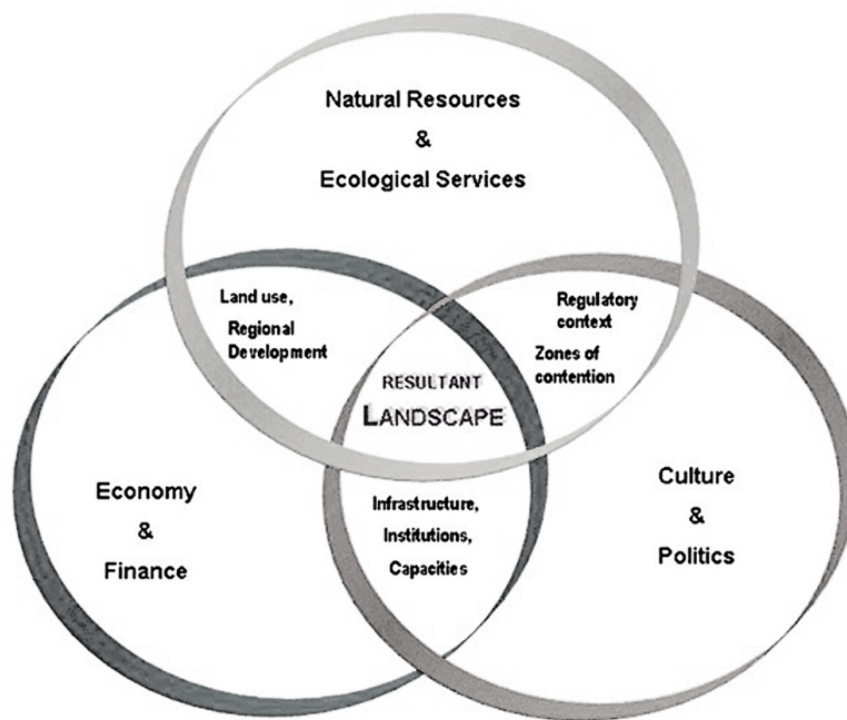 Natural Resources
&
Ecological Services
Land use,
Regional
Development
Regulatory
context
Zones of
contention
RESULTANT
LANDSCAPE
Economy
&
Finance
Infrastructure,
Institutions,
Capacities
Culture
&
Politics